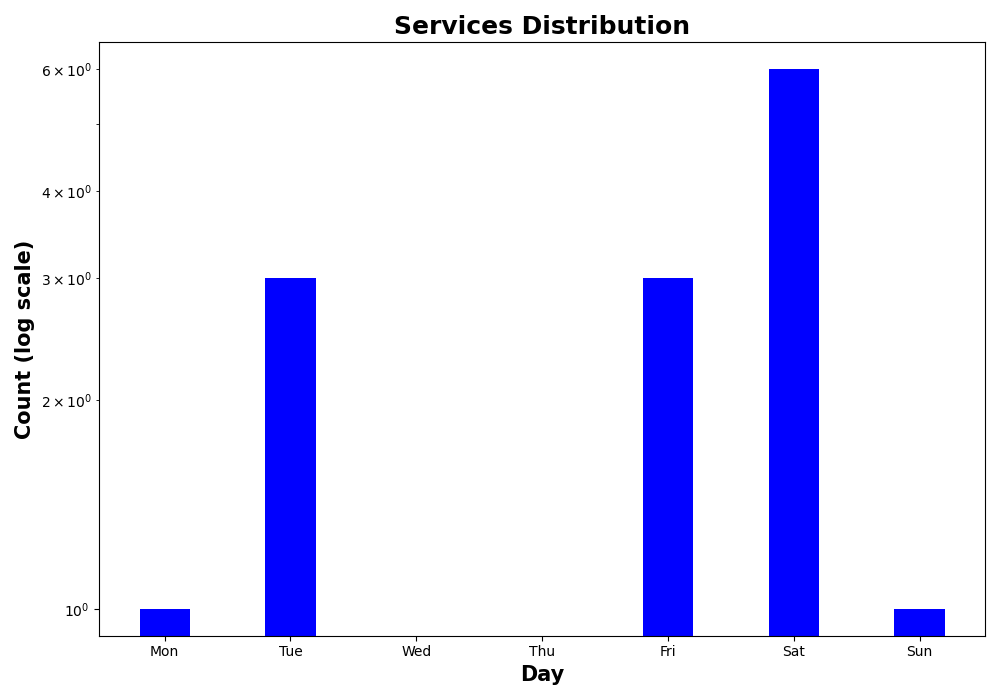 Services Distribution
6 × 10⁰
4 × 10⁰
3 × 10⁰
2 × 10⁰
10⁰
Count (log scale)
Mon Tue Wed Thu Fri Sat Sun
Day